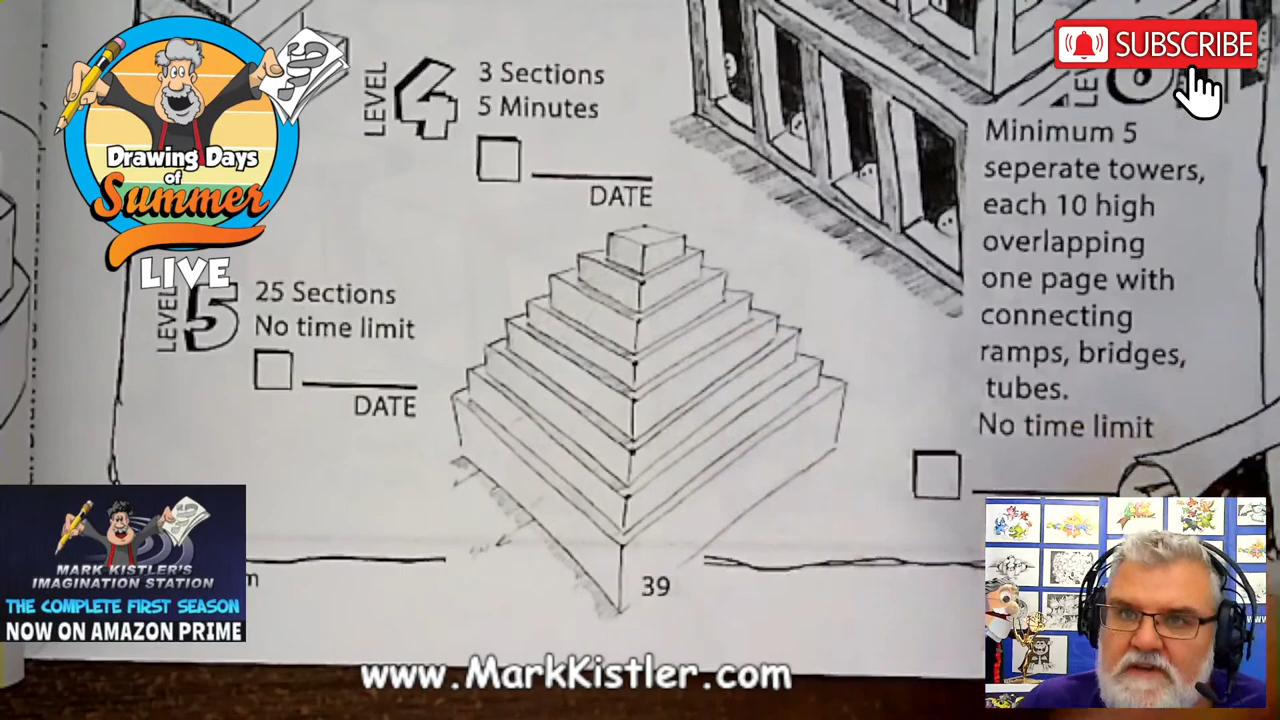 Drawing Days
of
Summer
LIVE
LEVEL 4
3 Sections
5 Minutes
DATE
SUBSCRIBE
Minimum 5
seperate towers,
each 10 high
overlapping
one page with
connecting
ramps, bridges,
tubes.
No time limit
LEVEL 5
25 Sections
No time limit
DATE
39
MARK KISTLER'S
IMAGINATION STATION
THE COMPLETE FIRST SEASON
NOW ON AMAZON PRIME
www.MarkKistler.com